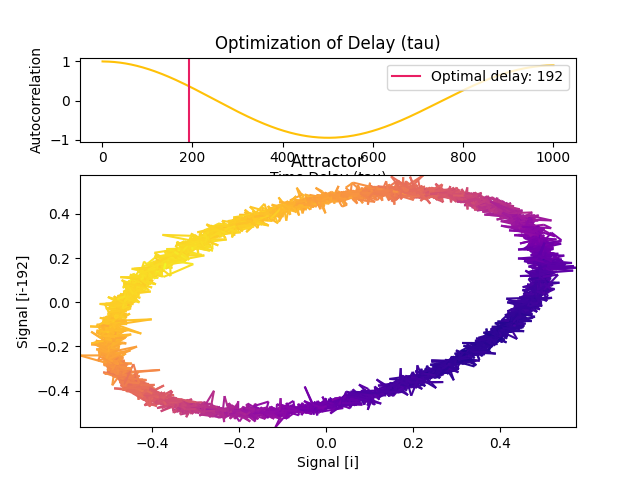 Optimization of Delay (tau)
Autocorrelation
1
0
−1
Optimal delay: 192
0
200
400
600
800
1000
Time Delay (tau)
Attractor
Signal [i-192]
0.4
0.2
0.0
−0.2
−0.4
−0.4
−0.2
0.0
0.2
0.4
Signal [i]